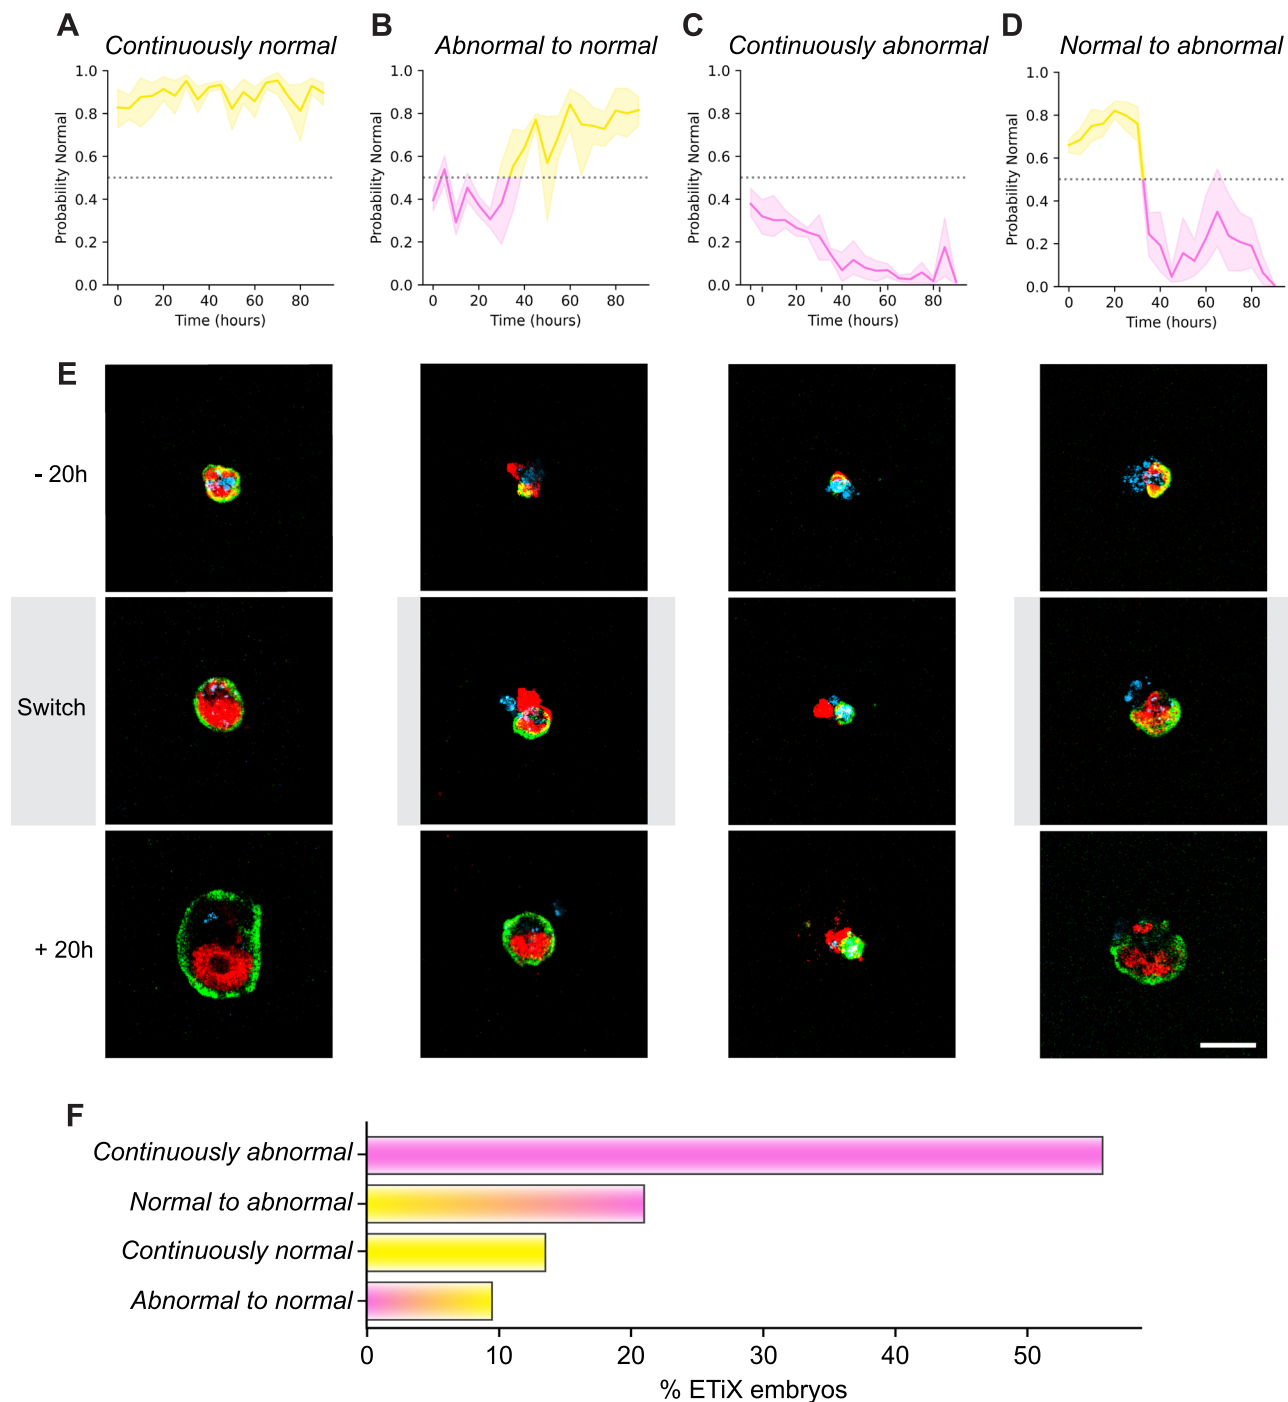 A
Continuously normal
B
Abnormal to normal
C
Continuously abnormal
D
Normal to abnormal
Probability Normal
1.0
0.8
0.6
0.4
0.2
0.0
0 20 40 60 80
Time (hours)
Probability Normal
1.0
0.8
0.6
0.4
0.2
0.0
0 20 40 60 80
Time (hours)
Probability Normal
1.0
0.8
0.6
0.4
0.2
0.0
0 20 40 60 80
Time (hours)
Probability Normal
1.0
0.8
0.6
0.4
0.2
0.0
0 20 40 60 80
Time (hours)
E
- 20h
Switch
+ 20h
F
Continuously abnormal
Normal to abnormal
Continuously normal
Abnormal to normal
0 10 20 30 40 50
% ETiX embryos